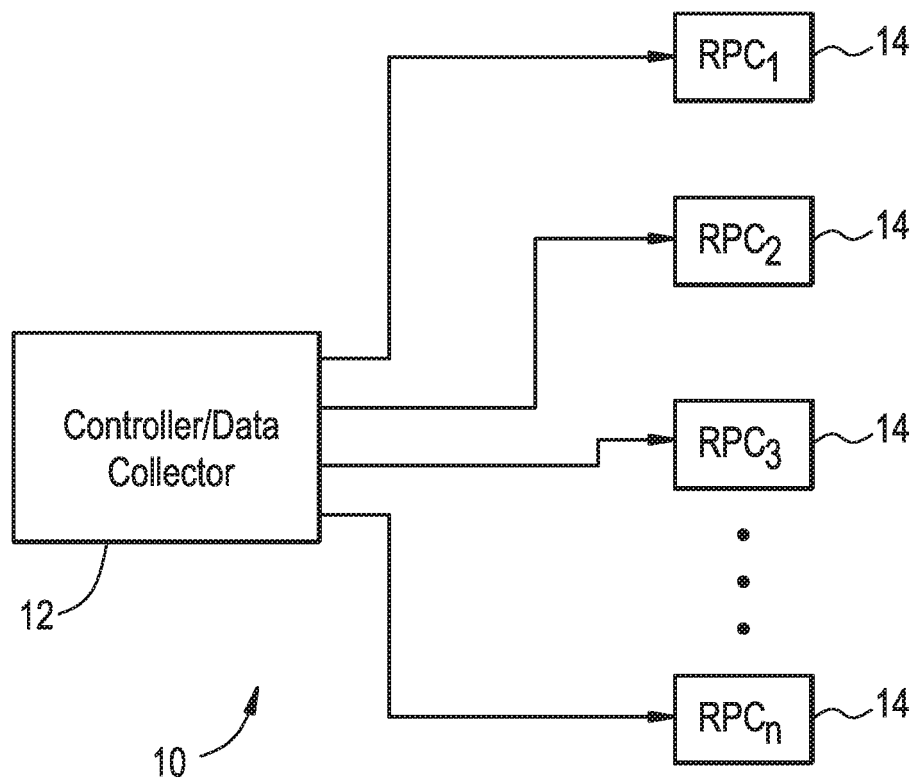 RPC₁ 14
RPC₂ 14
Controller/Data
Collector
RPC₃ 14
12
10
RPCₙ 14